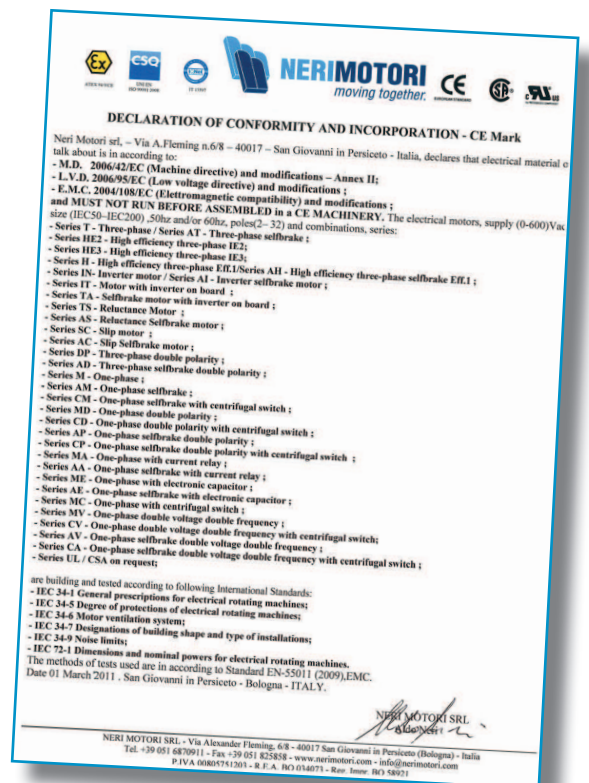 Ex
CSQ
NERIMOTORI
moving together.
CE
DECLARATION OF CONFORMITY AND INCORPORATION - CE Mark
Neri Motori srl, – Via A.Fleming n.6/8 – 40017 – San Giovanni in Persiceto - Italia, declares that electrical material o
talk about is in according to:
- M.D. 2006/42/EC (Machine directive) and modifications – Annex II;
- L.V.D. 2006/95/EC (Low voltage directive) and modifications ;
- E.M.C. 2004/108/EC (Elettromagnetic compatibility) and modifications ;
and MUST NOT RUN BEFORE ASSEMBLED in a CE MACHINERY. The electrical motors, supply (0-600)Vac
size (IEC50–IEC200) ,50hz and/or 60hz, poles(2– 32) and combinations, series:
- Series T - Three-phase / Series AT - Three-phase selfbrake ;
- Series HE2 - High efficiency three-phase IE2;
- Series HE3 - High efficiency three-phase IE3;
- Series H - High efficiency three-phase Eff.1/Series AH - High efficiency three-phase selfbrake Eff.1 ;
- Series IN- Inverter motor / Series AI - Inverter selfbrake motor ;
- Series IT - Motor with inverter on board ;
- Series TA - Selfbrake motor with inverter on board ;
- Series TS - Reluctance Motor ;
- Series AS - Reluctance Selfbrake motor ;
- Series SC - Slip motor ;
- Series AC - Slip Selfbrake motor ;
- Series DP - Three-phase double polarity ;
- Series AD - Three-phase selfbrake double polarity ;
- Series M - One-phase ;
- Series AM - One-phase selfbrake ;
- Series CM - One-phase selfbrake with centrifugal switch ;
- Series MD - One-phase double polarity ;
- Series CD - One-phase double polarity with centrifugal switch ;
- Series AP - One-phase selfbrake double polarity ;
- Series CP - One-phase selfbrake double polarity with centrifugal switch ;
- Series MA - One-phase with current relay ;
- Series AA - One-phase selfbrake with current relay ;
- Series ME - One-phase with electronic capacitor ;
- Series AE - One-phase selfbrake with electronic capacitor ;
- Series MC - One-phase with centrifugal switch ;
- Series MV - One-phase double voltage double frequency ;
- Series CV - One-phase double voltage double frequency with centrifugal switch;
- Series AV - One-phase selfbrake double voltage double frequency ;
- Series CA - One-phase selfbrake double voltage double frequency with centrifugal switch ;
- Series UL / CSA on request;
are building and tested according to following International Standards:
- IEC 34-1 General prescriptions for electrical rotating machines;
- IEC 34-5 Degree of protections of electrical rotating machines;
- IEC 34-6 Motor ventilation system;
- IEC 34-7 Designations of building shape and type of installations;
- IEC 34-9 Noise limits;
- IEC 72-1 Dimensions and nominal powers for electrical rotating machines.
The methods of tests used are in according to Standard EN-55011 (2009),EMC.
Date 01 March 2011 . San Giovanni in Persiceto - Bologna - ITALY.
NERI MOTORI SRL
Aldo Neri
NERI MOTORI SRL - Via Alexander Fleming, 6/8 - 40017 San Giovanni in Persiceto (Bologna) - Italia
Tel. +39 051 6870911 - Fax +39 051 825858 - www.nerimotori.com - info@nerimotori.com
P.IVA 00805751203 - R.E.A. BO 034073 - Reg. Impr. BO 58921